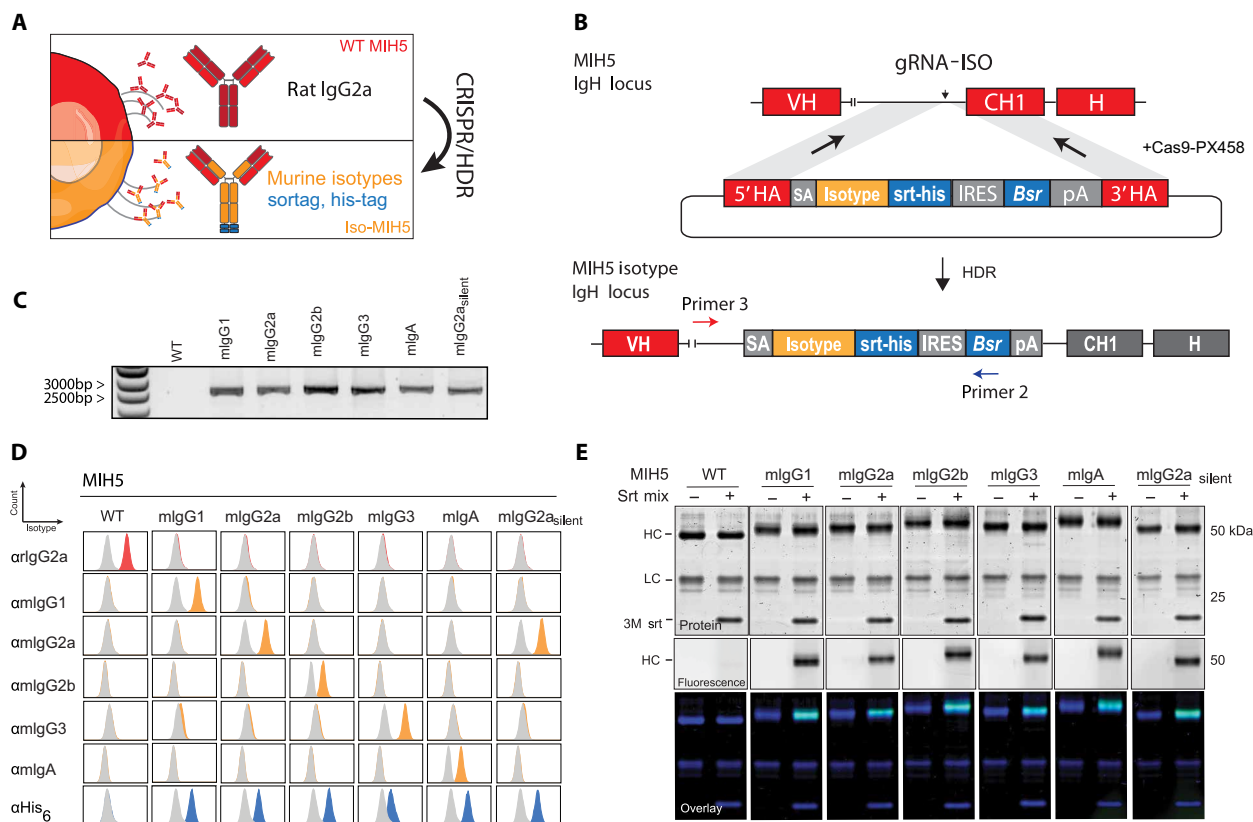 A
WT MIH5
Rat IgG2a
CRISPR/HDR
Murine isotypes
sortag, his-tag
Iso-MIH5
B
MIH5
IgH locus
gRNA-ISO
VH
CH1
H
+Cas9-PX458
5' HA
SA
Isotype
srt-his
IRES
Bsr
pA
3' HA
HDR
MIH5 isotype
IgH locus
Primer 3
VH
SA
Isotype
srt-his
IRES
Bsr
pA
CH1
H
Primer 2
C
WT
mIgG1
mIgG2a
mIgG2b
mIgG3
mIgA
mIgG2a silent
3000bp >
2500bp >
D
MIH5
Count
Isotype
WT mIgG1 mIgG2a mIgG2b mIgG3 mIgA mIgG2a silent
αrIgG2a
αmIgG1
αmIgG2a
αmIgG2b
αmIgG3
αmIgA
αHis6
E
MIH5 WT mIgG1 mIgG2a mIgG2b mIgG3 mIgA mIgG2a silent
Srt mix – + – + – + – + – + – + – +
HC – 50 kDa
LC –
25
3M srt –
Protein
HC – 50
Fluorescence
Overlay